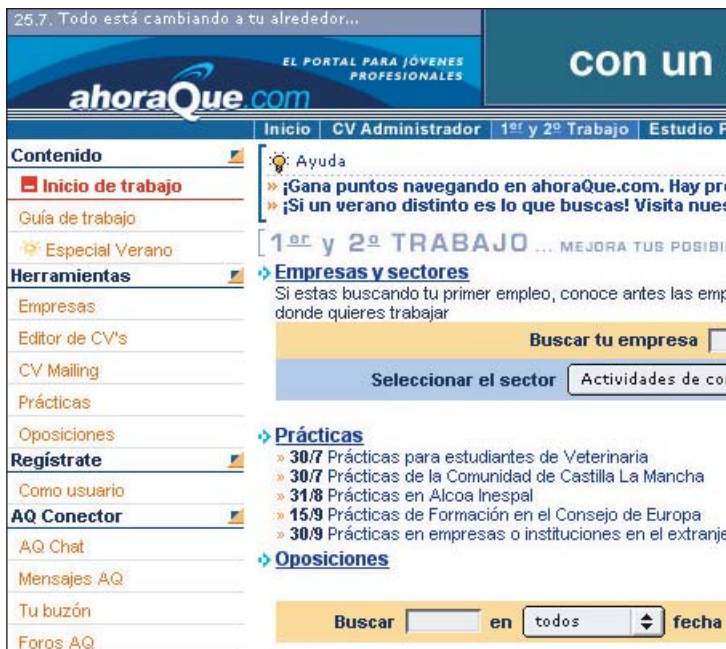 25.7. Todo está cambiando a tu alrededor...
EL PORTAL PARA JÓVENES
PROFESIONALES
ahoraQue.com
con un
Inicio CV Administrador 1er y 2º Trabajo Estudio
Contenido
Inicio de trabajo
Guía de trabajo
Especial Verano
Herramientas
Empresas
Editor de CV's
CV Mailing
Prácticas
Oposiciones
Regístrate
Como usuario
AQ Conector
AQ Chat
Mensajes AQ
Tu buzón
Foros AQ
Ayuda
» ¡Gana puntos navegando en ahoraQue.com. Hay
» ¡Si un verano distinto es lo que buscas! Visita
1er y 2º TRABAJO ... MEJORA TUS
Empresas y sectores
Si estas buscando tu primer empleo, conoce antes las
donde quieres trabajar
Buscar tu empresa
Seleccionar el sector Actividades de
Prácticas
» 30/7 Prácticas para estudiantes de Veterinaria
» 30/7 Prácticas de la Comunidad de Castilla La Mancha
» 31/8 Prácticas en Alcoa Inespal
» 15/9 Prácticas de Formación en el Consejo de Europa
» 30/9 Prácticas en empresas o instituciones en el
Oposiciones
Buscar en todos fecha